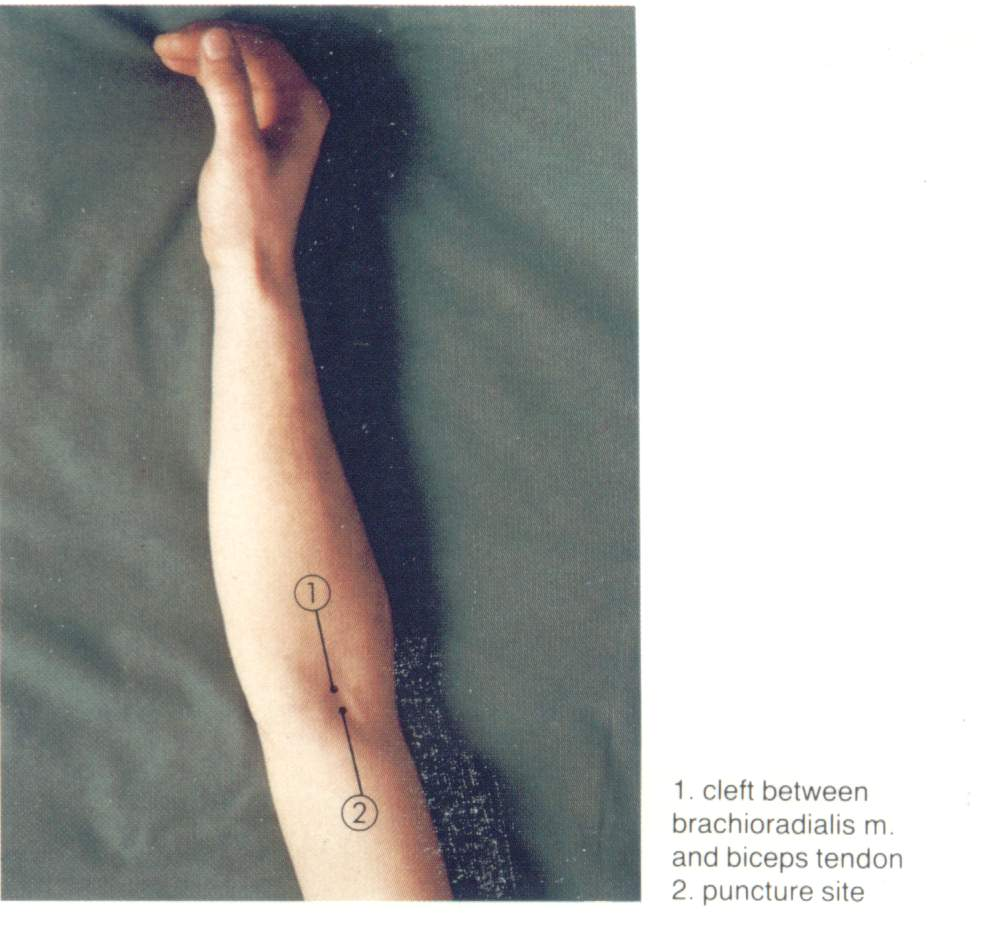 1
2
1. cleft between
brachioradialis m.
and biceps tendon
2. puncture site